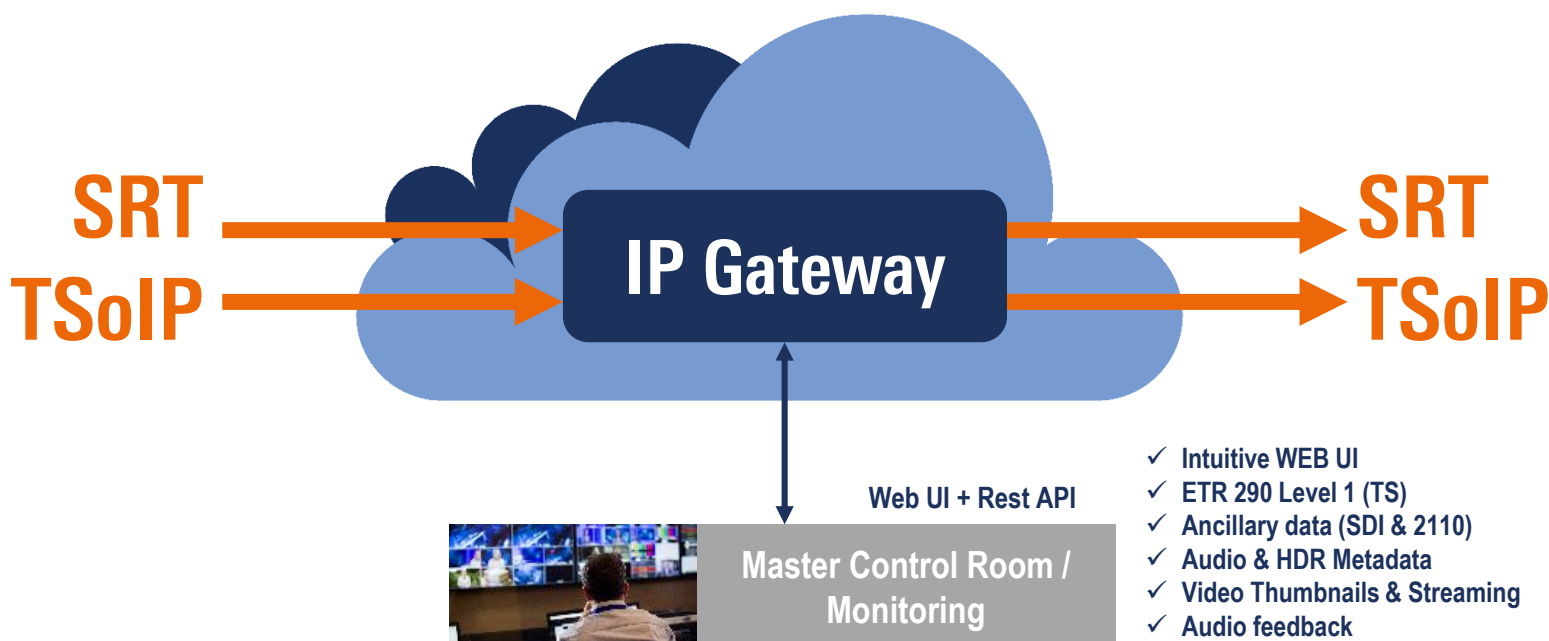 SRT
TSoIP
IP Gateway
SRT
TSoIP
Web UI + Rest API
Master Control Room /
Monitoring
✓ Intuitive WEB UI
✓ ETR 290 Level 1 (TS)
✓ Ancillary data (SDI & 2110)
✓ Audio & HDR Metadata
✓ Video Thumbnails & Streaming
✓ Audio feedback